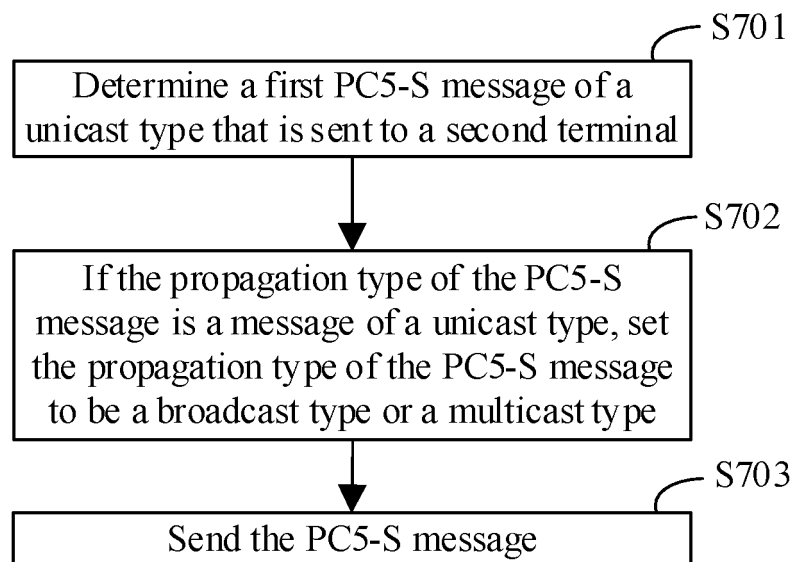 S701
Determine a first PC5-S message of a
unicast type that is sent to a second terminal
S702
If the propagation type of the PC5-S
message is a message of a unicast type, set
the propagation type of the PC5-S message
to be a broadcast type or a multicast type
S703
Send the PC5-S message